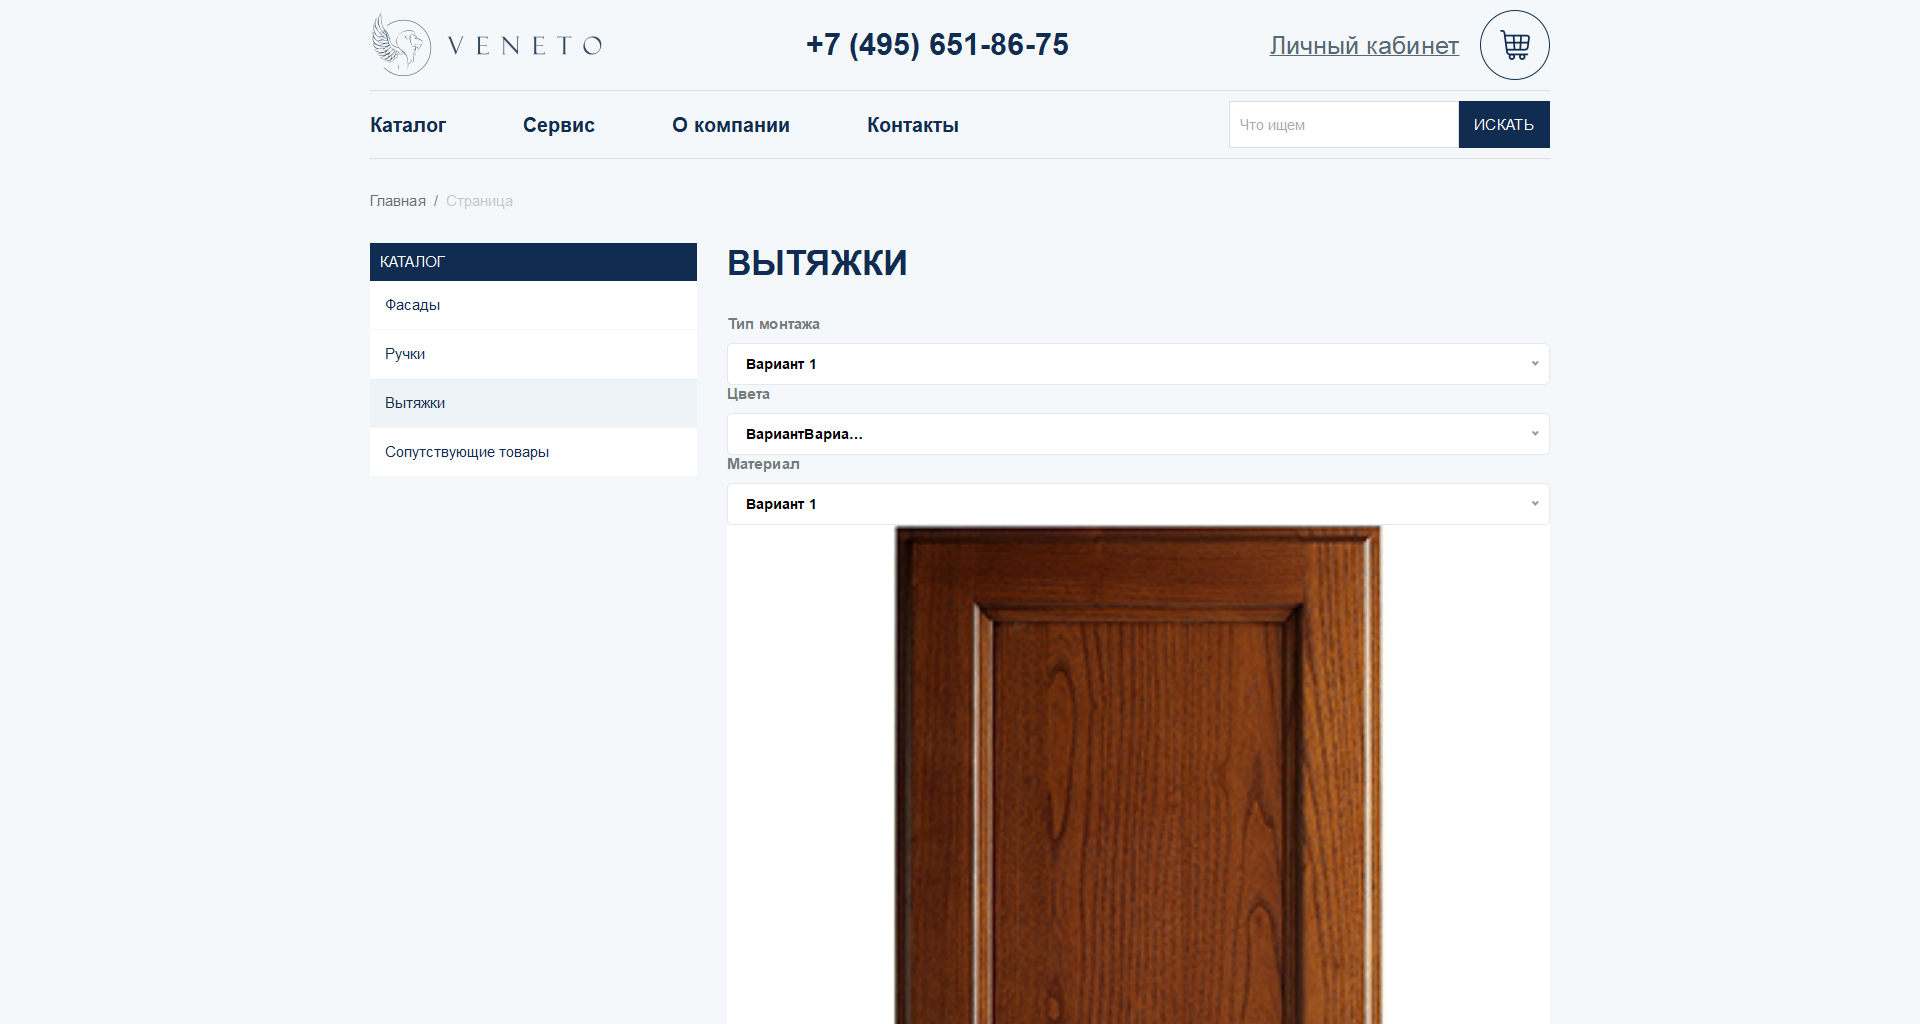 VENETO
+7 (495) 651-86-75
Личный кабинет
Каталог
Сервис
О компании
Контакты
Что ищем
ИСКАТЬ
Главная / Страница
КАТАЛОГ
Фасады
Ручки
Вытяжки
Сопутствующие товары
ВЫТЯЖКИ
Тип монтажа
Вариант 1
Цвета
ВариантВариа...
Материал
Вариант 1